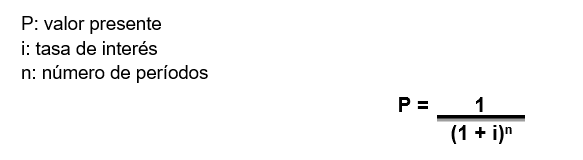 P: valor presente
i: tasa de interés
n: número de períodos
P = 1
(1 + i)ⁿ